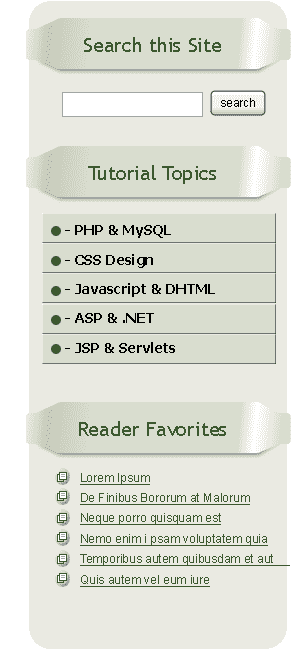 Search this Site
search
Tutorial Topics
- PHP & MySQL
- CSS Design
- Javascript & DHTML
- ASP & .NET
- JSP & Servlets
Reader Favorites
Lorem Ipsum
De Finibus Bororum at Malorum
Neque porro quisquam est
Nemo enim i psam voluptatem quia
Temporibus autem quibusdam et aut
Quis autem vel eum iure